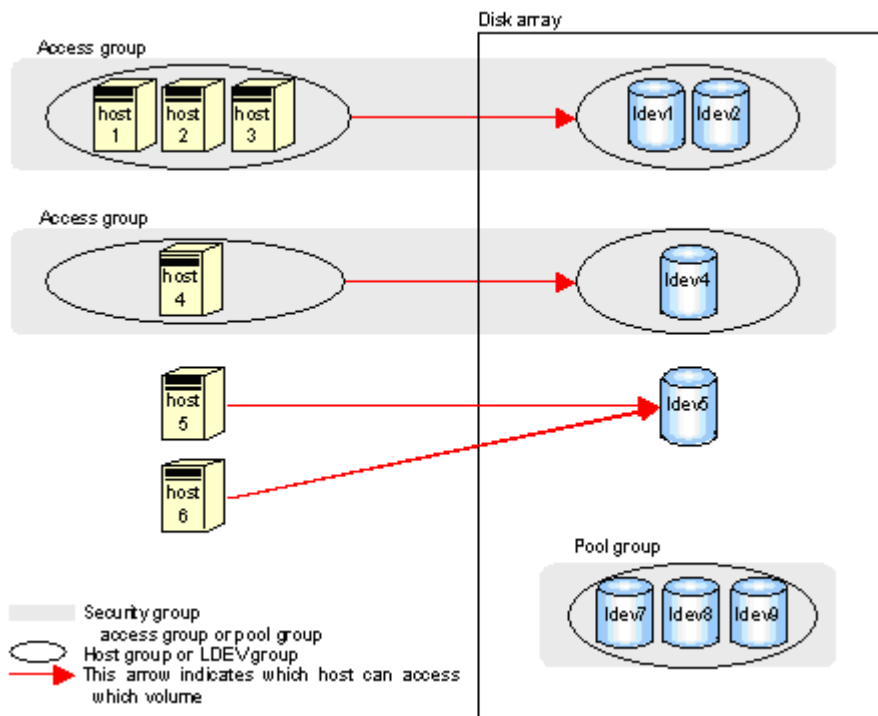 Disk array
Access group
host 1
host 2
host 3
ldev1
ldev2
Access group
host 4
ldev4
host 5
ldev5
host 6
Pool group
ldev7
ldev8
ldev9
Security group
access group or pool group
Host group or LDEV group
This arrow indicates which host can access
which volume